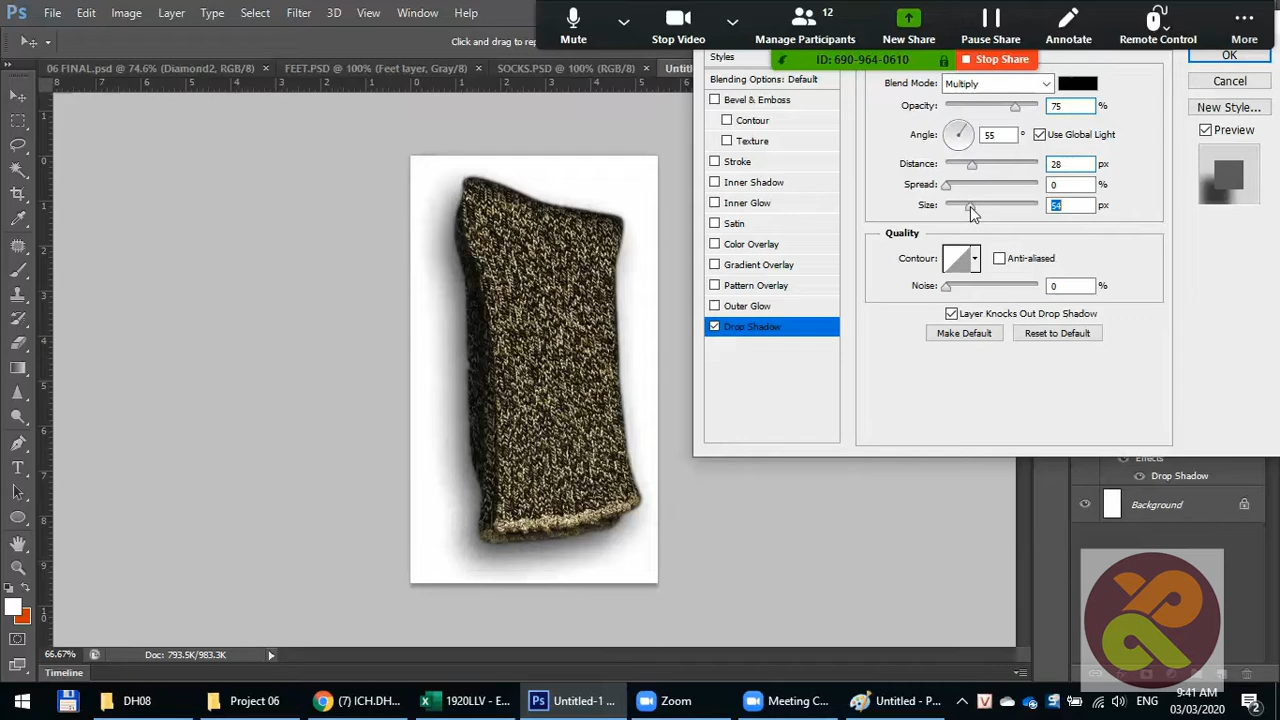 Ps File Edit Image Layer Type Select Filter 3D View Window Help
Mute Stop Video 12 Manage Participants New Share Pause Share Annotate Remote Control More
ID: 690-964-0610 Stop Share
06 FINAL.psd @ 74.6% (Diamond2, RGB/8) × FEET.PSD @ 100% (Feet layer, Gray/8) × SOCKS.PSD @ 100% (RGB/8) × Untitl
Styles
Blending Options: Default
Bevel & Emboss
Contour
Texture
Stroke
Inner Shadow
Inner Glow
Satin
Color Overlay
Gradient Overlay
Pattern Overlay
Outer Glow
Drop Shadow
Blend Mode: Multiply
Opacity: 75 %
Angle: 55 ° Use Global Light
Distance: 28 px
Spread: 0 %
Size: 54 px
Quality
Contour: Anti-aliased
Noise: 0 %
Layer Knocks Out Drop Shadow
Make Default Reset to Default
OK
Cancel
New Style...
Preview
Effects
Drop Shadow
Background
66.67% Doc: 793.5K/983.3K
Timeline
DH08 Project 06 (7) ICH.DH... 1920LLV - E... Untitled-1 ... Zoom Meeting C... Untitled - P...
9:41 AM
03/03/2020
2